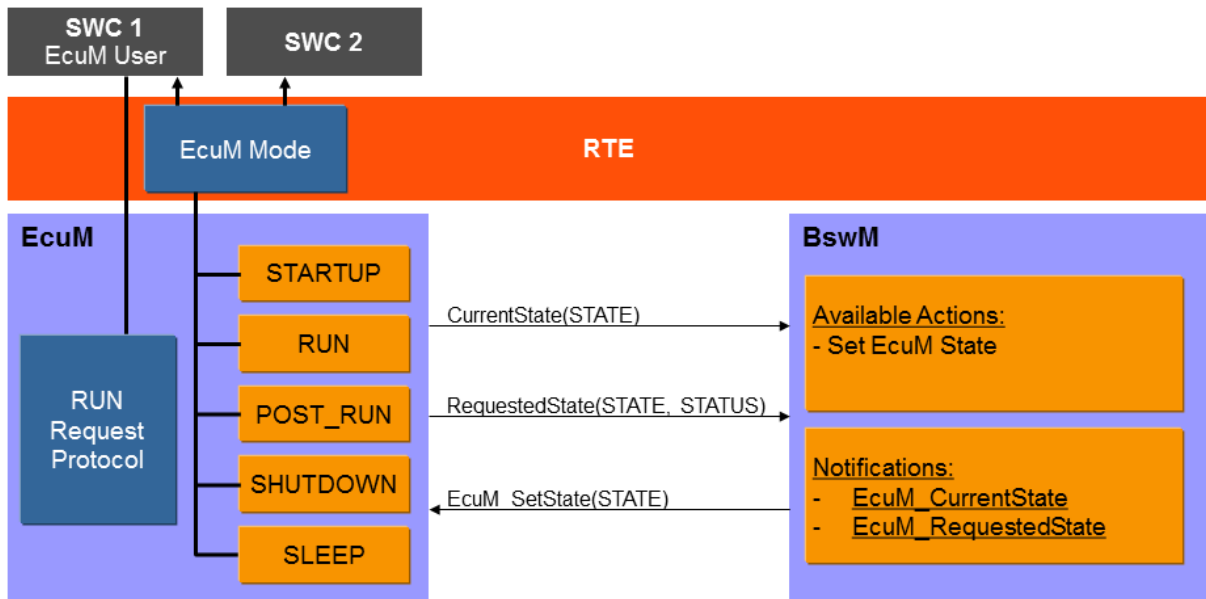 SWC 1
EcuM User
SWC 2
EcuM Mode
RTE
EcuM
STARTUP
RUN
POST_RUN
SHUTDOWN
SLEEP
RUN
Request
Protocol
CurrentState(STATE)
RequestedState(STATE, STATUS)
EcuM_SetState(STATE)
BswM
Available Actions:
- Set EcuM State
Notifications:
- EcuM_CurrentState
- EcuM_RequestedState